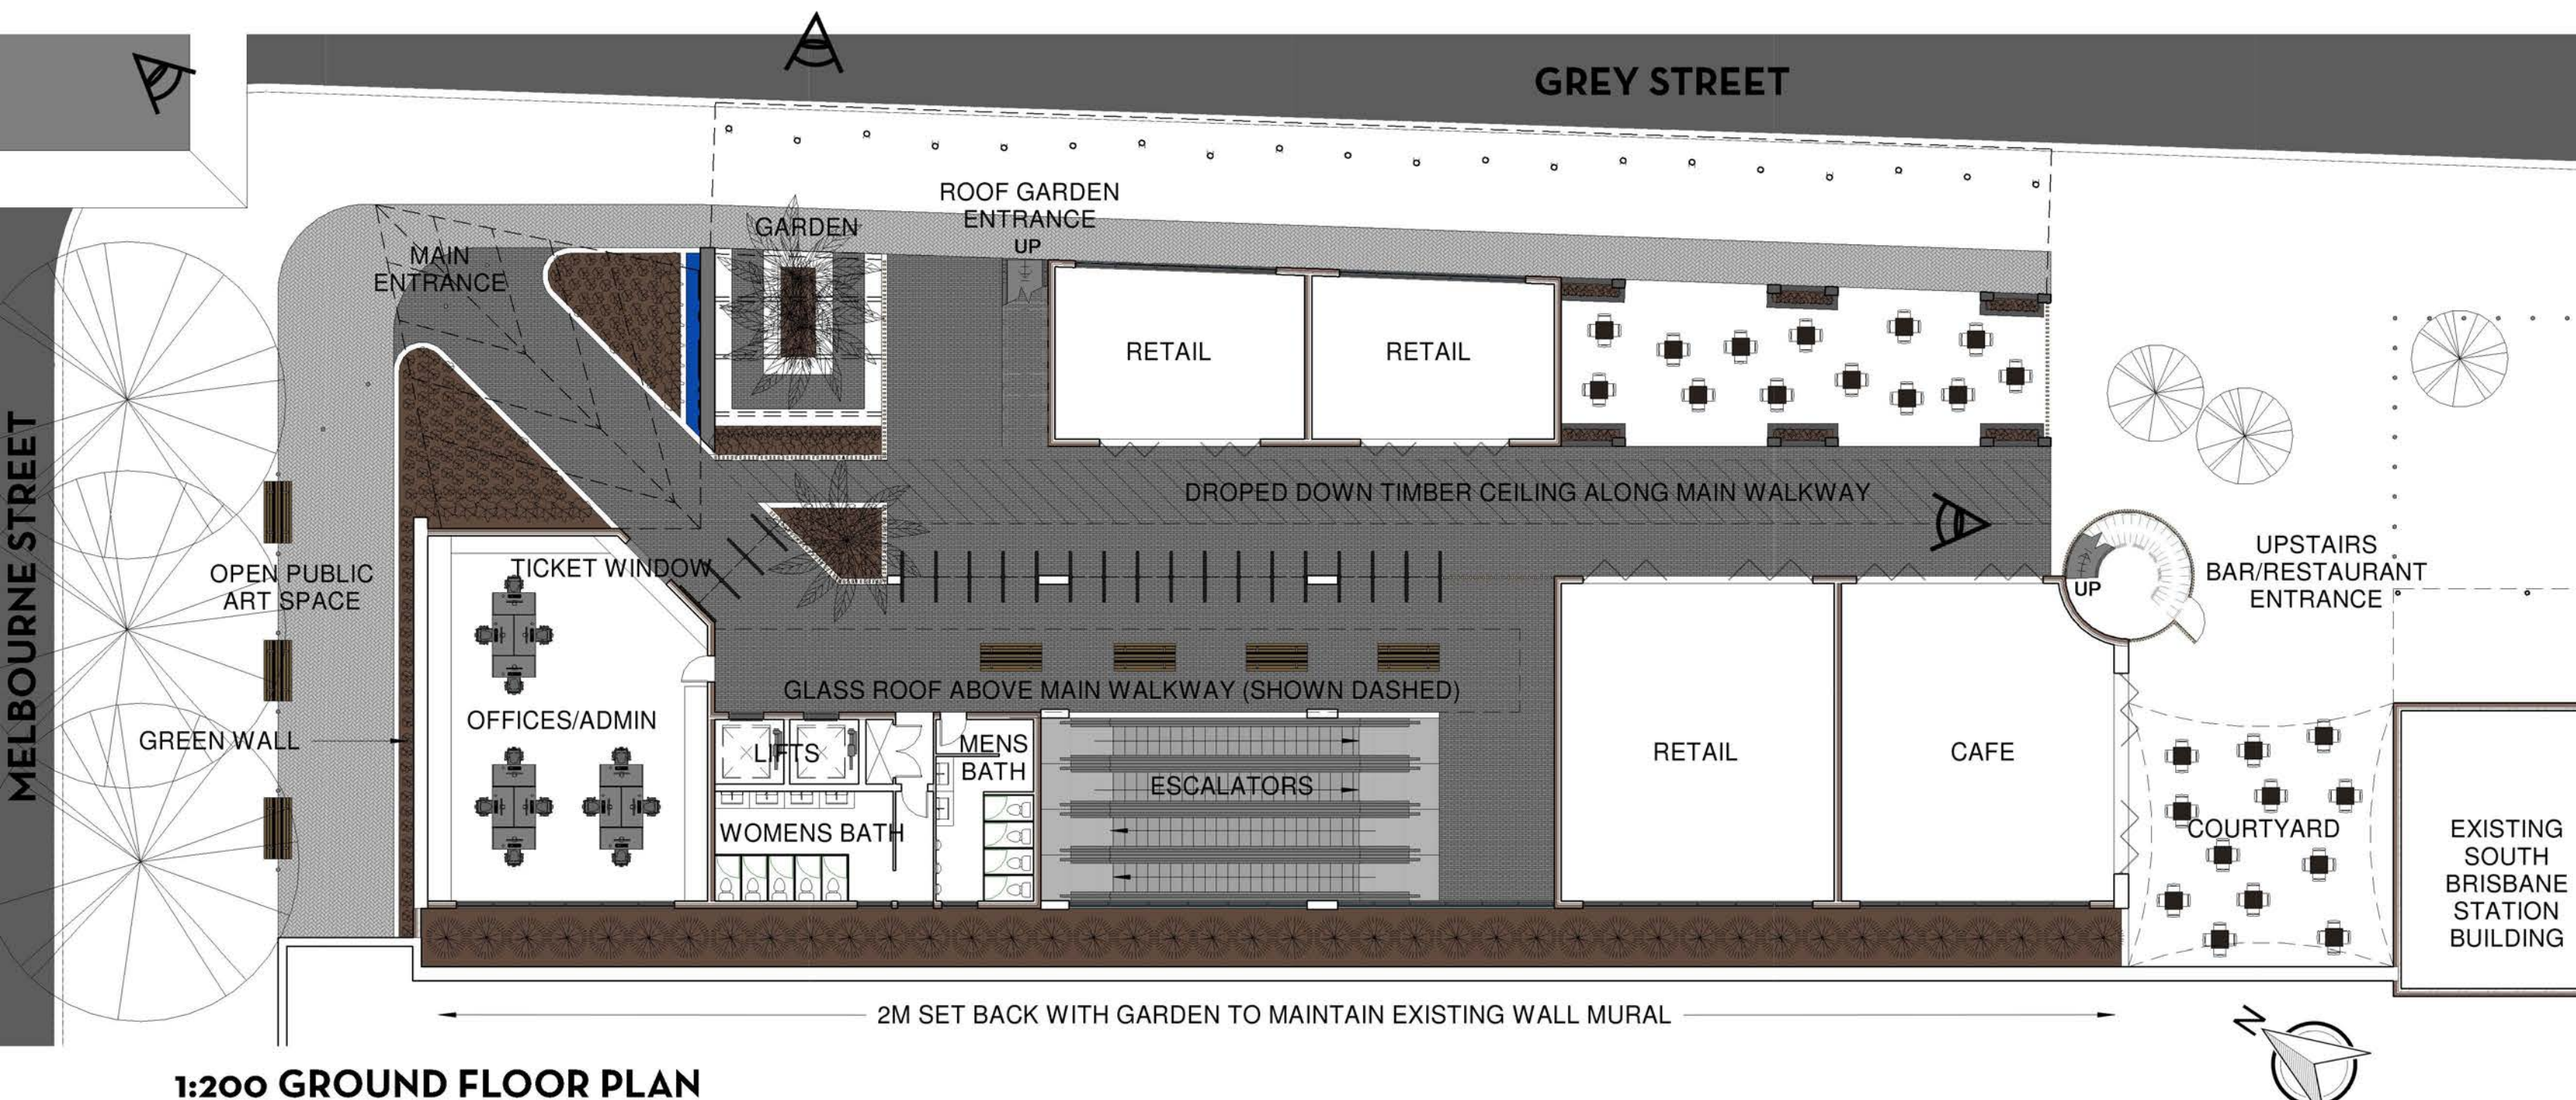 GREY STREET
ROOF GARDEN
ENTRANCE
UP
GARDEN
MAIN
ENTRANCE
RETAIL
RETAIL
DROPED DOWN TIMBER CEILING ALONG MAIN WALKWAY
MELBOURNE STREET
OPEN PUBLIC
ART SPACE
TICKET WINDOW
UPSTAIRS
BAR/RESTAURANT
ENTRANCE
UP
GLASS ROOF ABOVE MAIN WALKWAY (SHOWN DASHED)
OFFICES/ADMIN
GREEN WALL
LIFTS
MENS
BATH
ESCALATORS
WOMENS BATH
RETAIL
CAFE
COURTYARD
EXISTING
SOUTH
BRISBANE
STATION
BUILDING
2M SET BACK WITH GARDEN TO MAINTAIN EXISTING WALL MURAL
N
1:200 GROUND FLOOR PLAN